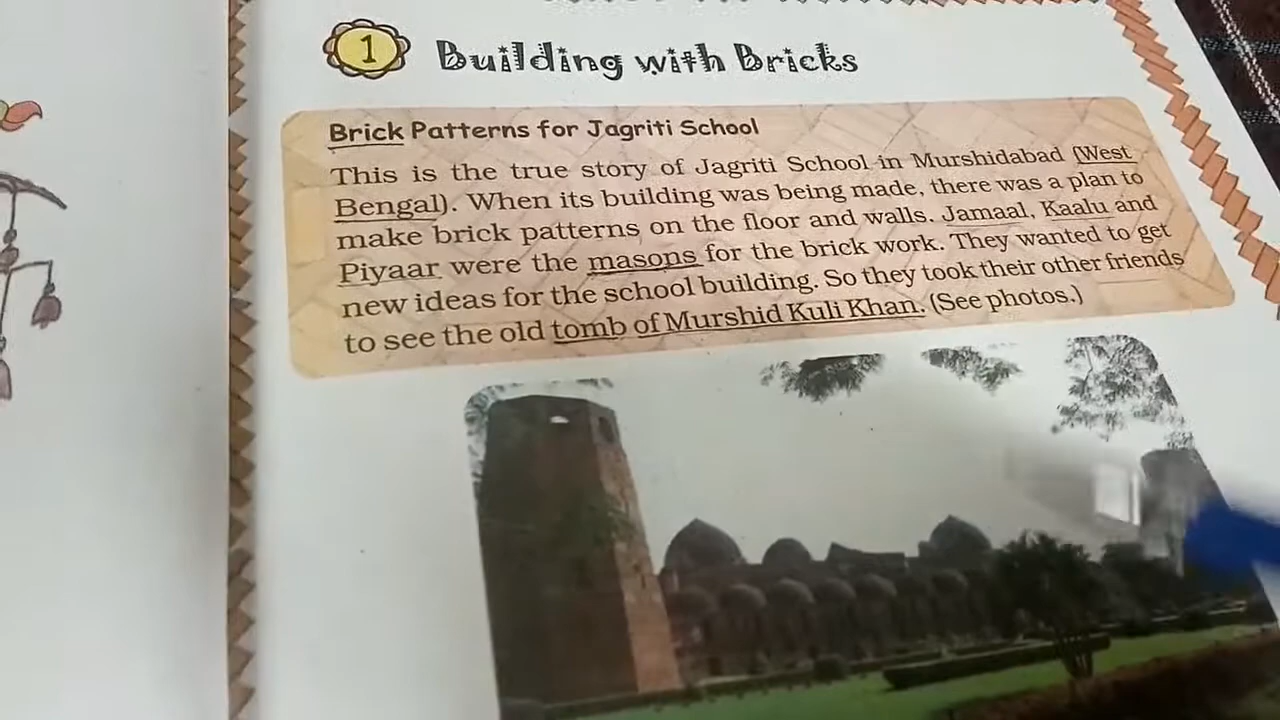 1 Building with Bricks
Brick Patterns for Jagriti School
This is the true story of Jagriti School in Murshidabad (West
Bengal). When its building was being made, there was a plan to
make brick patterns on the floor and walls. Jamaal, Kaalu and
Piyaar were the masons for the brick work. They wanted to get
new ideas for the school building. So they took their other friends
to see the old tomb of Murshid Kuli Khan. (See photos.)